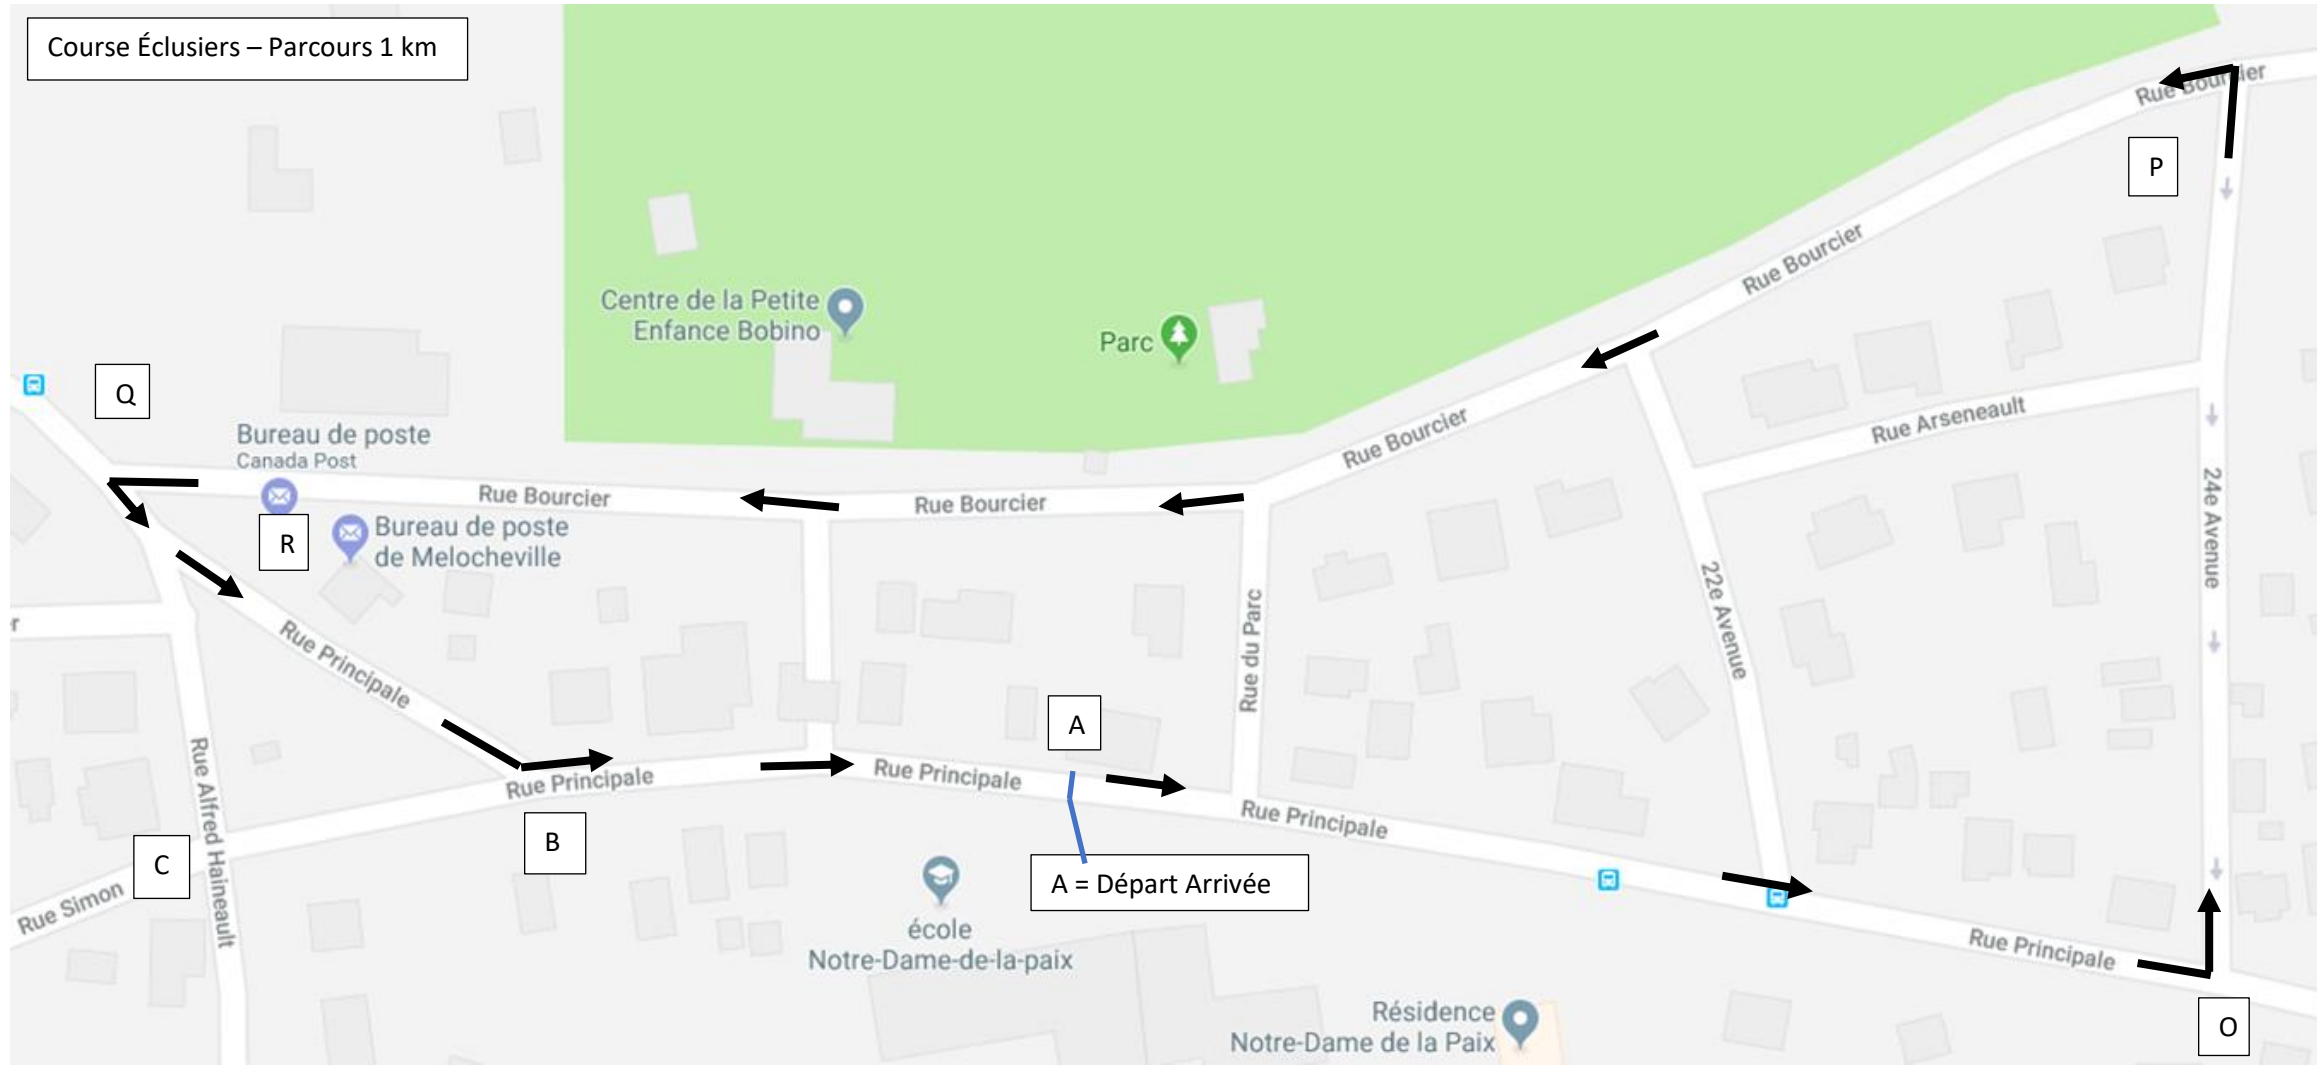 Course Éclusiers – Parcours 1 km
Rue Bourcier
P
Rue Bourcier
Centre de la Petite
Enfance Bobino
Parc
Q
Rue Bourcier
Rue Arseneault
Bureau de poste
Canada Post
Rue Bourcier
Rue Bourcier
24e Avenue
R
Bureau de poste
de Melocheville
22e Avenue
Rue du Parc
r
Rue Principale
A
Rue Principale
Rue Principale
Rue Principale
Rue Alfred Haineault
B
C
A = Départ Arrivée
Rue Simon
école
Notre-Dame-de-la-paix
Rue Principale
Résidence
Notre-Dame de la Paix
O